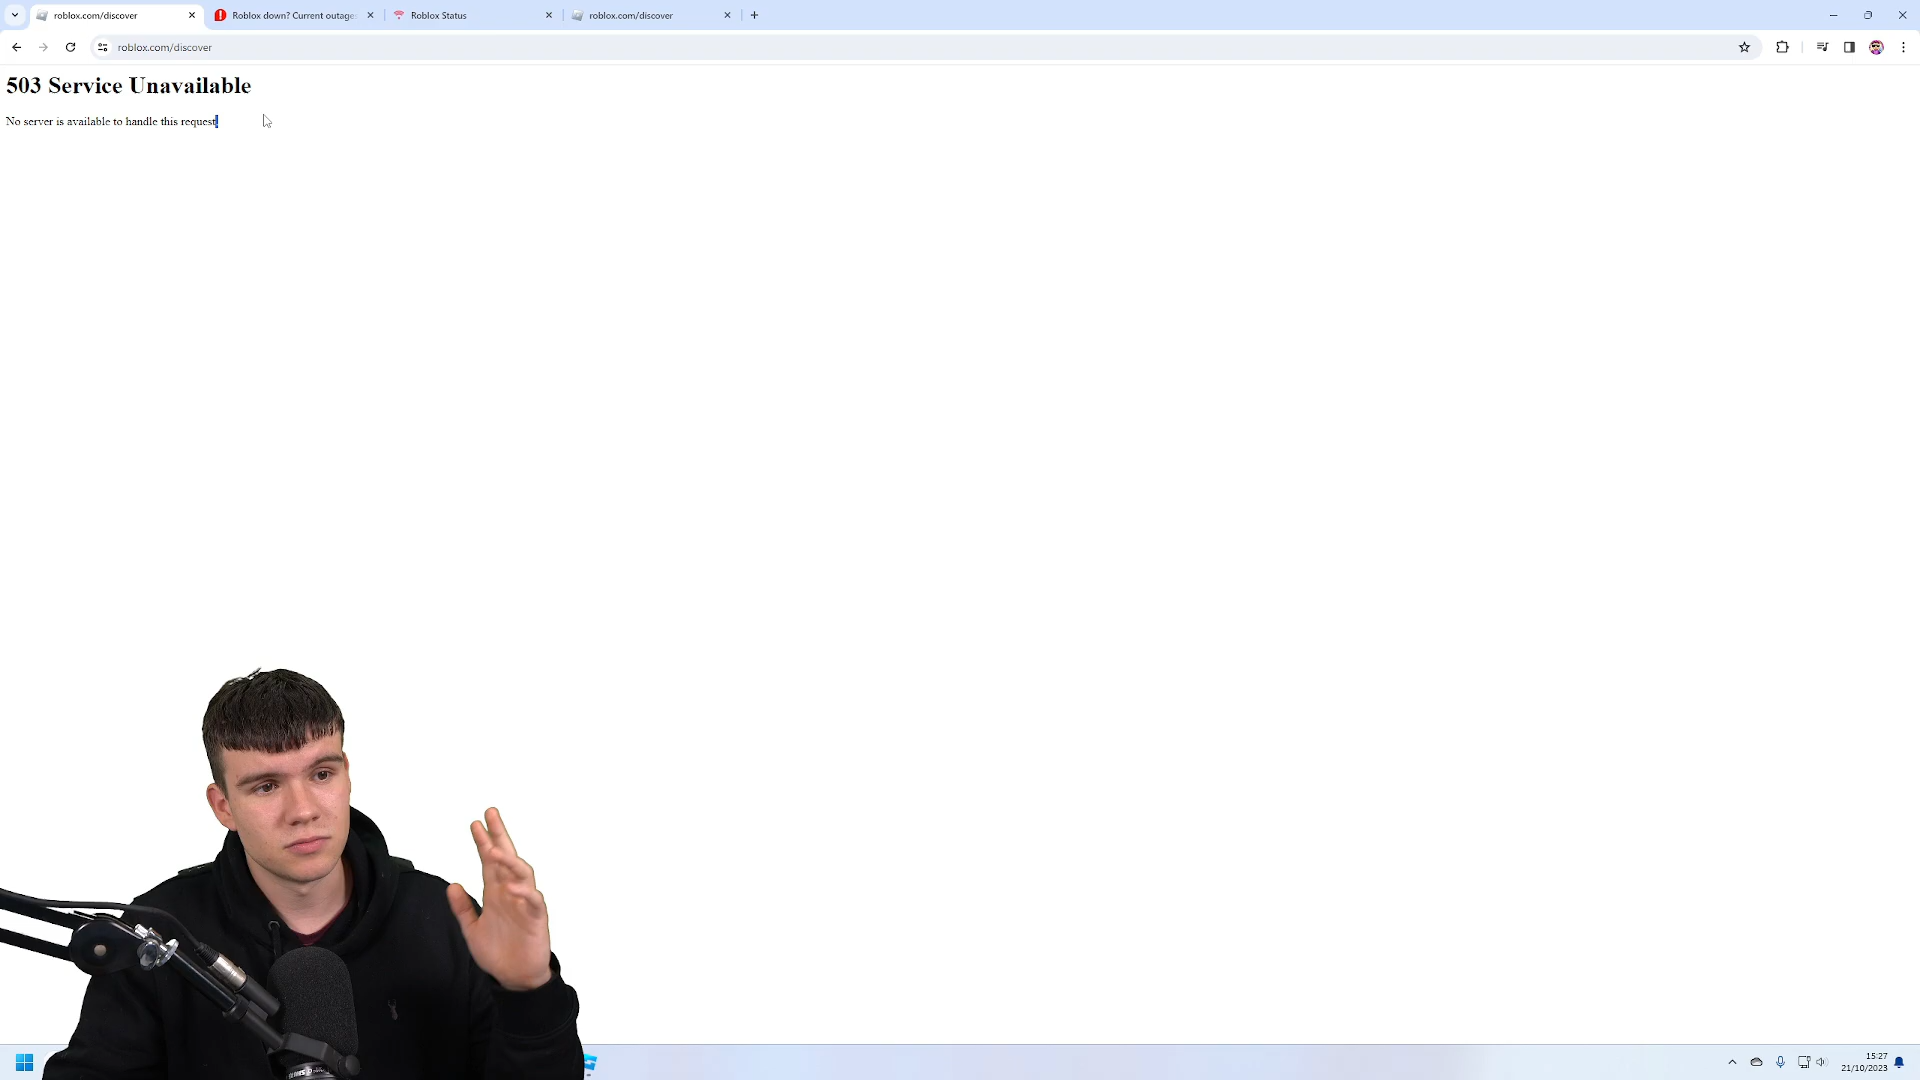 roblox.com/discover
Roblox down? Current outage
Roblox Status
roblox.com/discover
roblox.com/discover
503 Service Unavailable
No server is available to handle this request.
15:27
21/10/2023